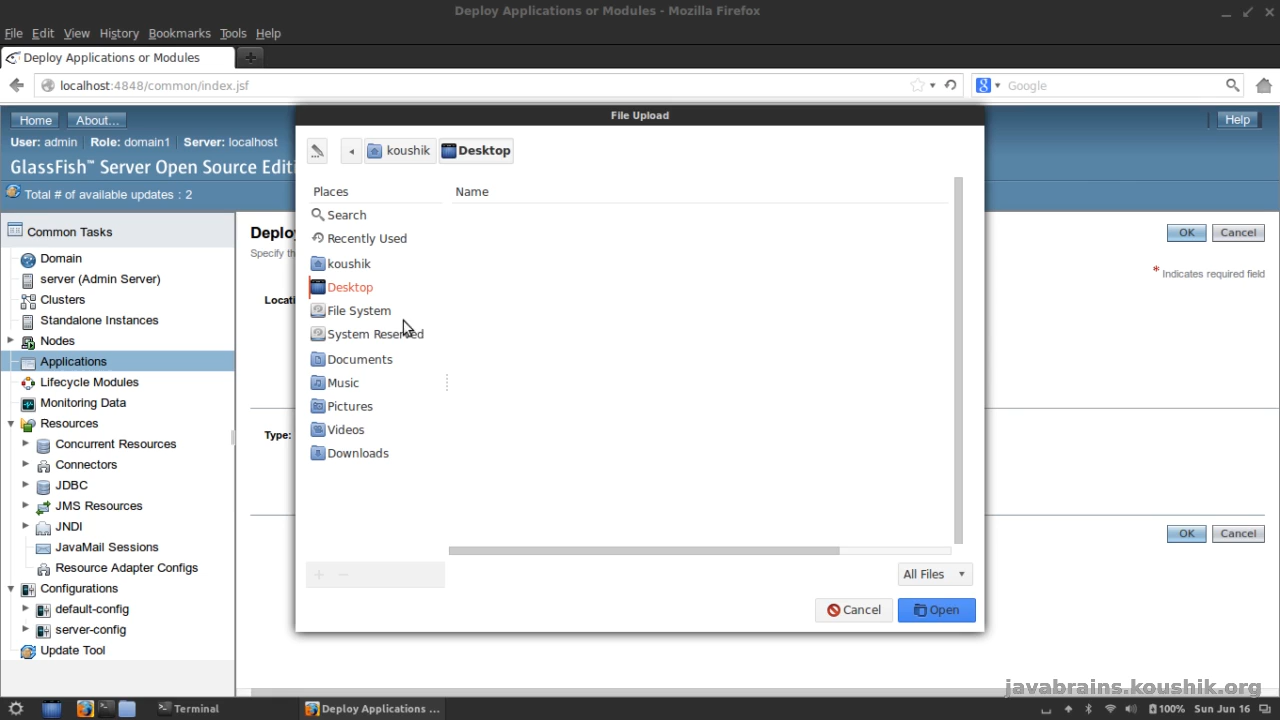 Deploy Applications or Modules - Mozilla Firefox
File Edit View History Bookmarks Tools Help
Deploy Applications or Modules
localhost:4848/common/index.jsf
Google
Home About... Help
User: admin Role: domain1 Server: localhost
GlassFish™ Server Open Source Editi
Total # of available updates : 2
Common Tasks
Domain
server (Admin Server)
Clusters
Standalone Instances
Nodes
Applications
Lifecycle Modules
Monitoring Data
Resources
Concurrent Resources
Connectors
JDBC
JMS Resources
JNDI
JavaMail Sessions
Resource Adapter Configs
Configurations
default-config
server-config
Update Tool
Deplo
Specify th
Locati
Type:
OK Cancel
* Indicates required field
OK Cancel
File Upload
koushik Desktop
Places Name
Search
Recently Used
koushik
Desktop
File System
System Reserved
Documents
Music
Pictures
Videos
Downloads
All Files
Cancel Open
javabrains.koushik.org
Terminal Deploy Applications ... 100% Sun Jun 16